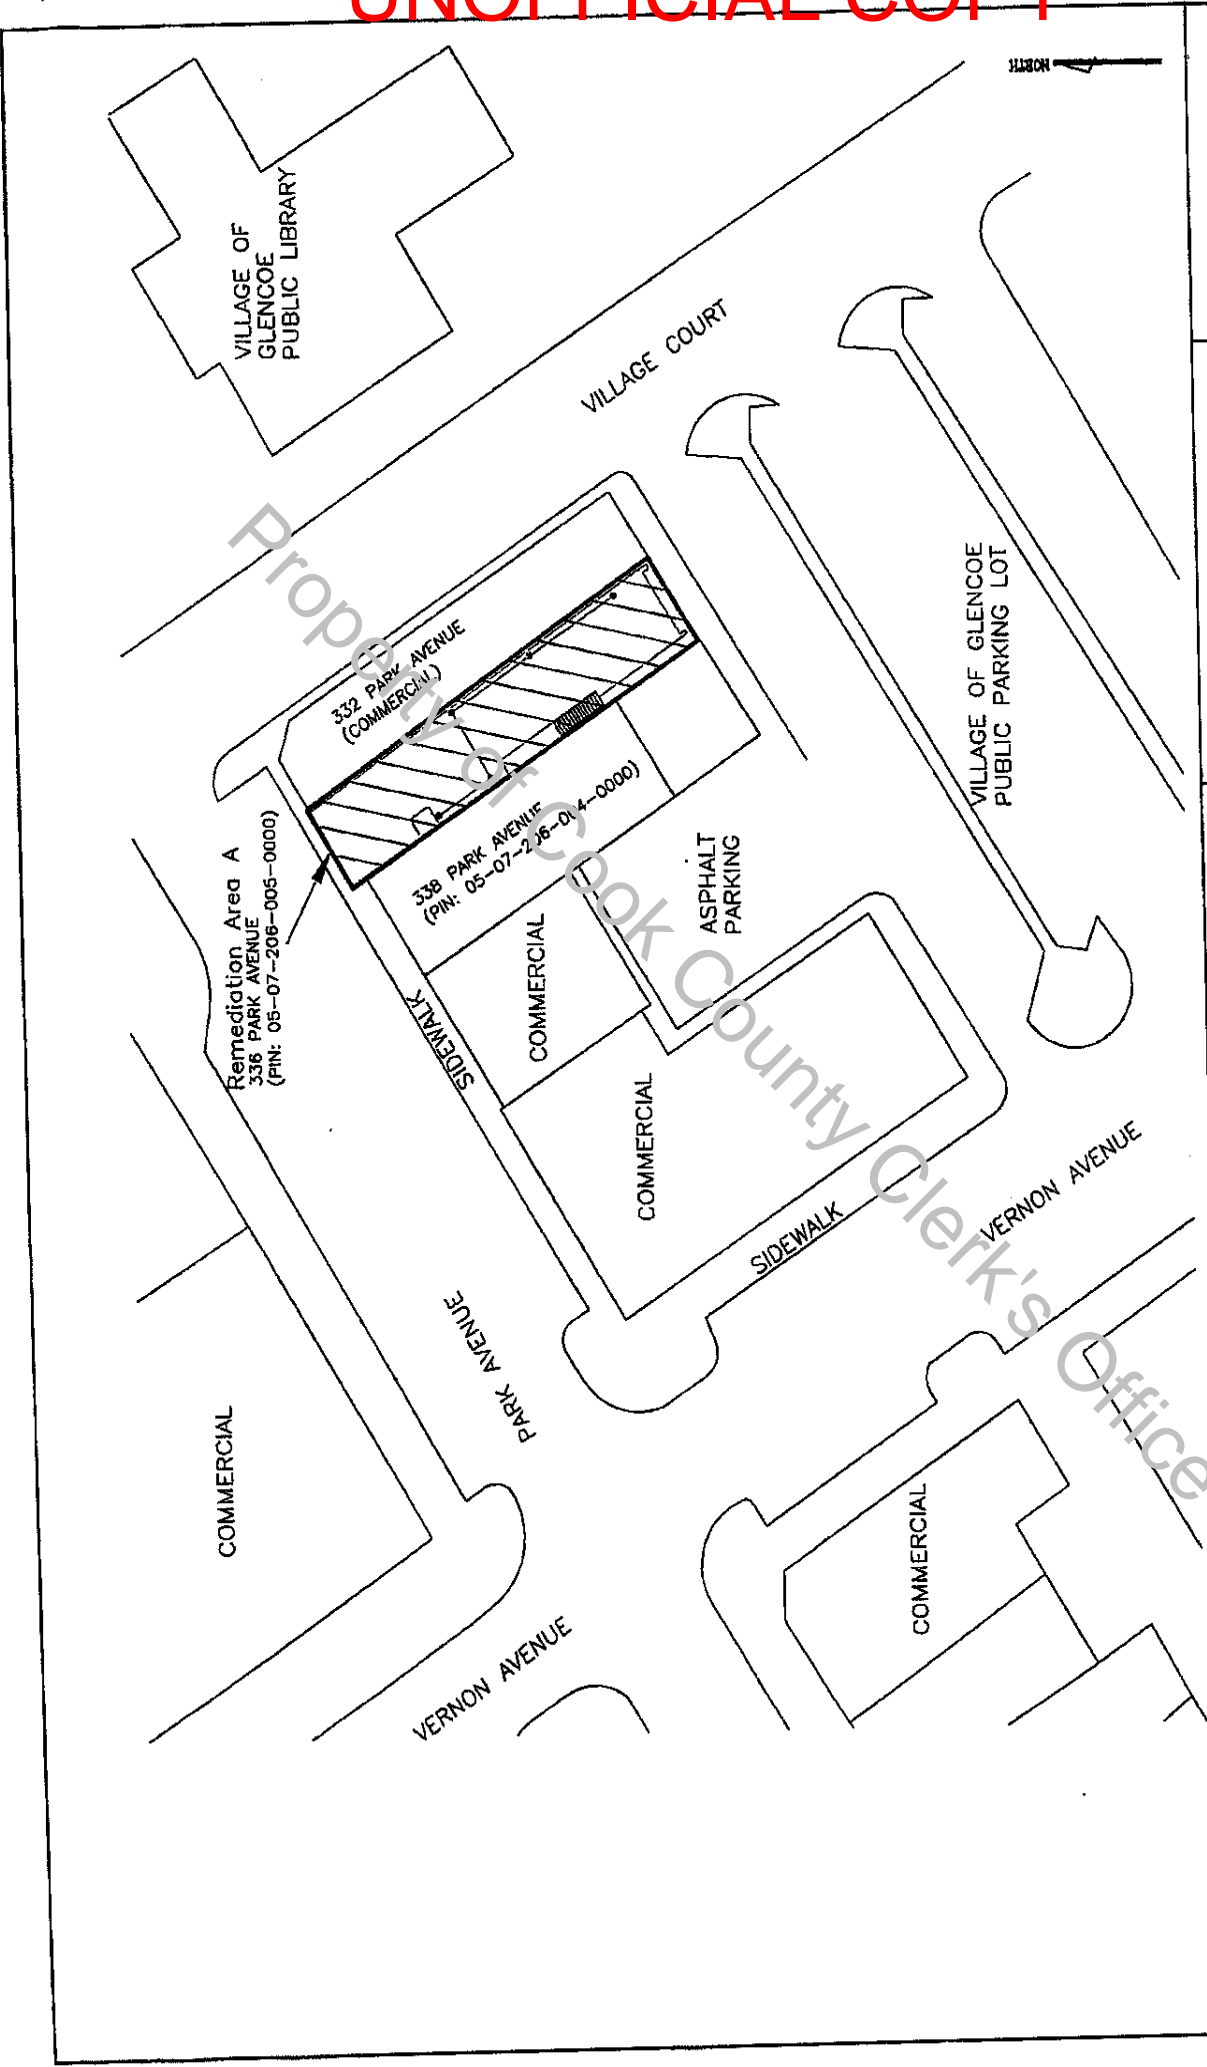 UNOFFICIAL COPY
NORTH
VILLAGE OF
GLENCOE
PUBLIC LIBRARY
VILLAGE COURT
332 PARK AVENUE
(COMMERCIAL)
Remediation Area A
336 PARK AVENUE
(PIN: 05-07-206-005-0000)
338 PARK AVENUE
(PIN: 05-07-206-004-0000)
VILLAGE OF GLENCOE
PUBLIC PARKING LOT
ASPHALT
PARKING
SIDEWALK
COMMERCIAL
COMMERCIAL
SIDEWALK
VERNON AVENUE
PARK AVENUE
COMMERCIAL
COMMERCIAL
VERNON AVENUE
Property of Cook County Clerk's Office